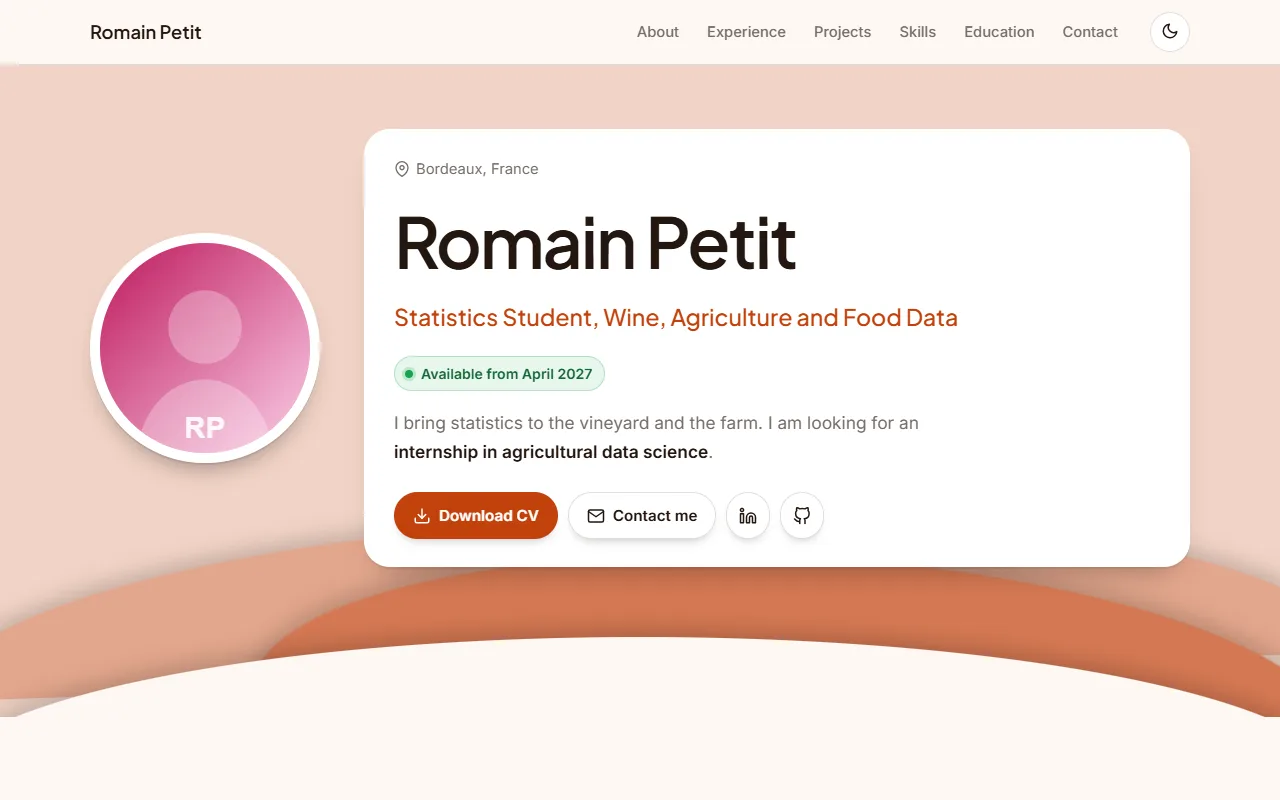 Romain Petit
About Experience Projects Skills Education Contact
Bordeaux, France
Romain Petit
Statistics Student, Wine, Agriculture and Food Data
Available from April 2027
RP
I bring statistics to the vineyard and the farm. I am looking for an
internship in agricultural data science.
Download CV
Contact me
in